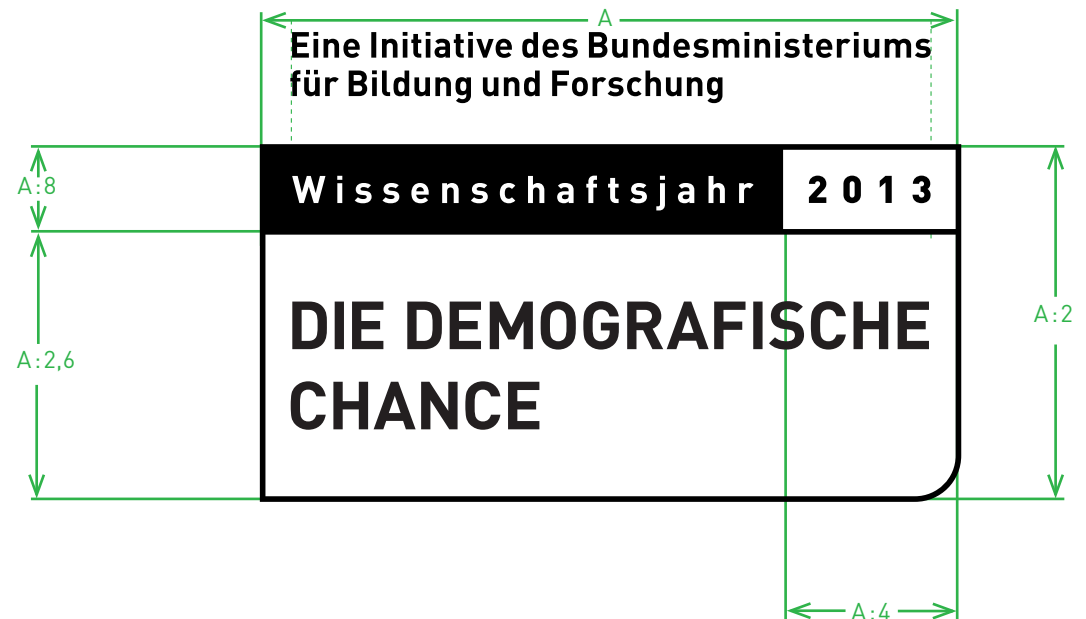 A
Eine Initiative des Bundesministeriums
für Bildung und Forschung
A:8
Wissenschaftsjahr 2013
A:2
DIE DEMOGRAFISCHE
A:2,6
CHANCE
A:4